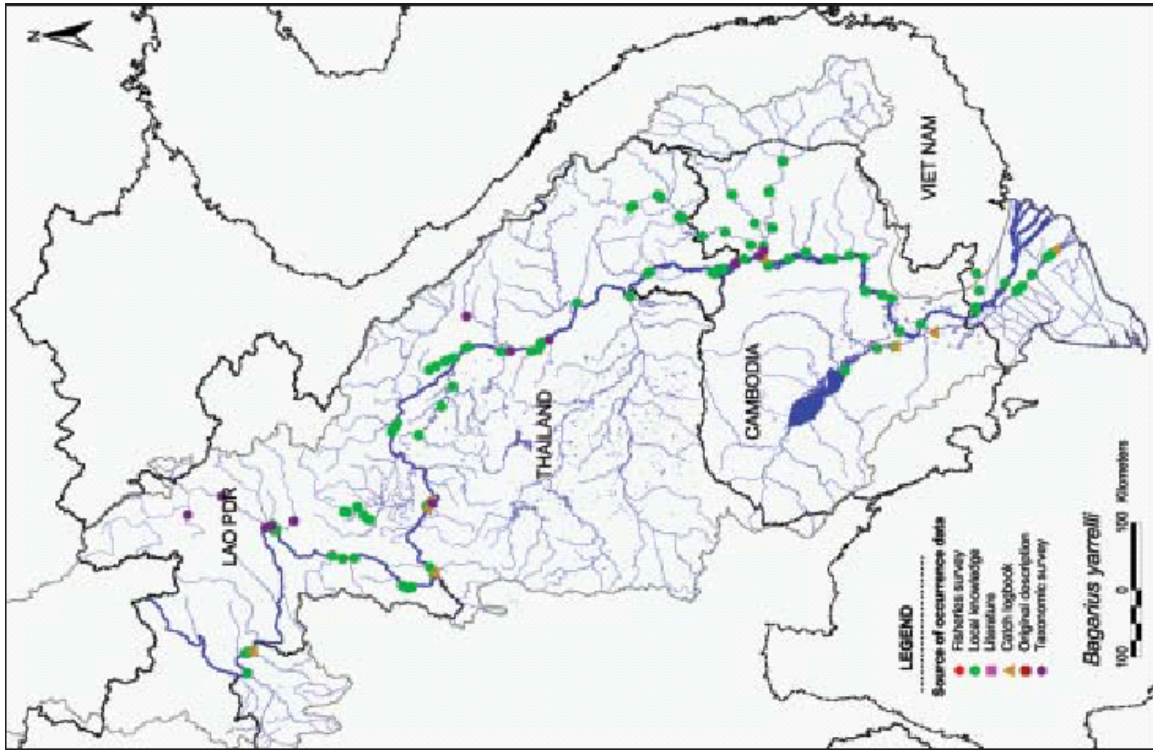 N
LAO PDR
THAILAND
CAMBODIA
VIET NAM
LEGEND
Source of occurrence data
Fisheries survey
Local knowledge
Literature
Catch logbook
Original description
Taxonomic survey
100 0 100 Kilometers
Bagarius yarrelli